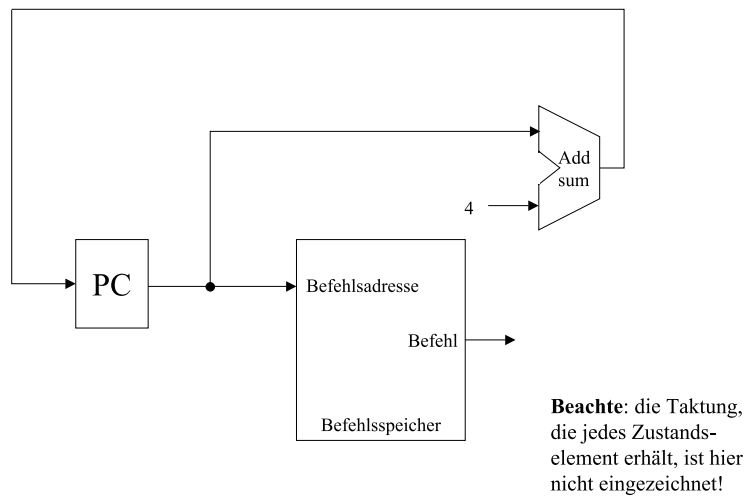 Add
sum
4
PC
Befehlsadresse
Befehl
Befehlsspeicher
Beachte: die Taktung,
die jedes Zustands-
element erhält, ist hier
nicht eingezeichnet!